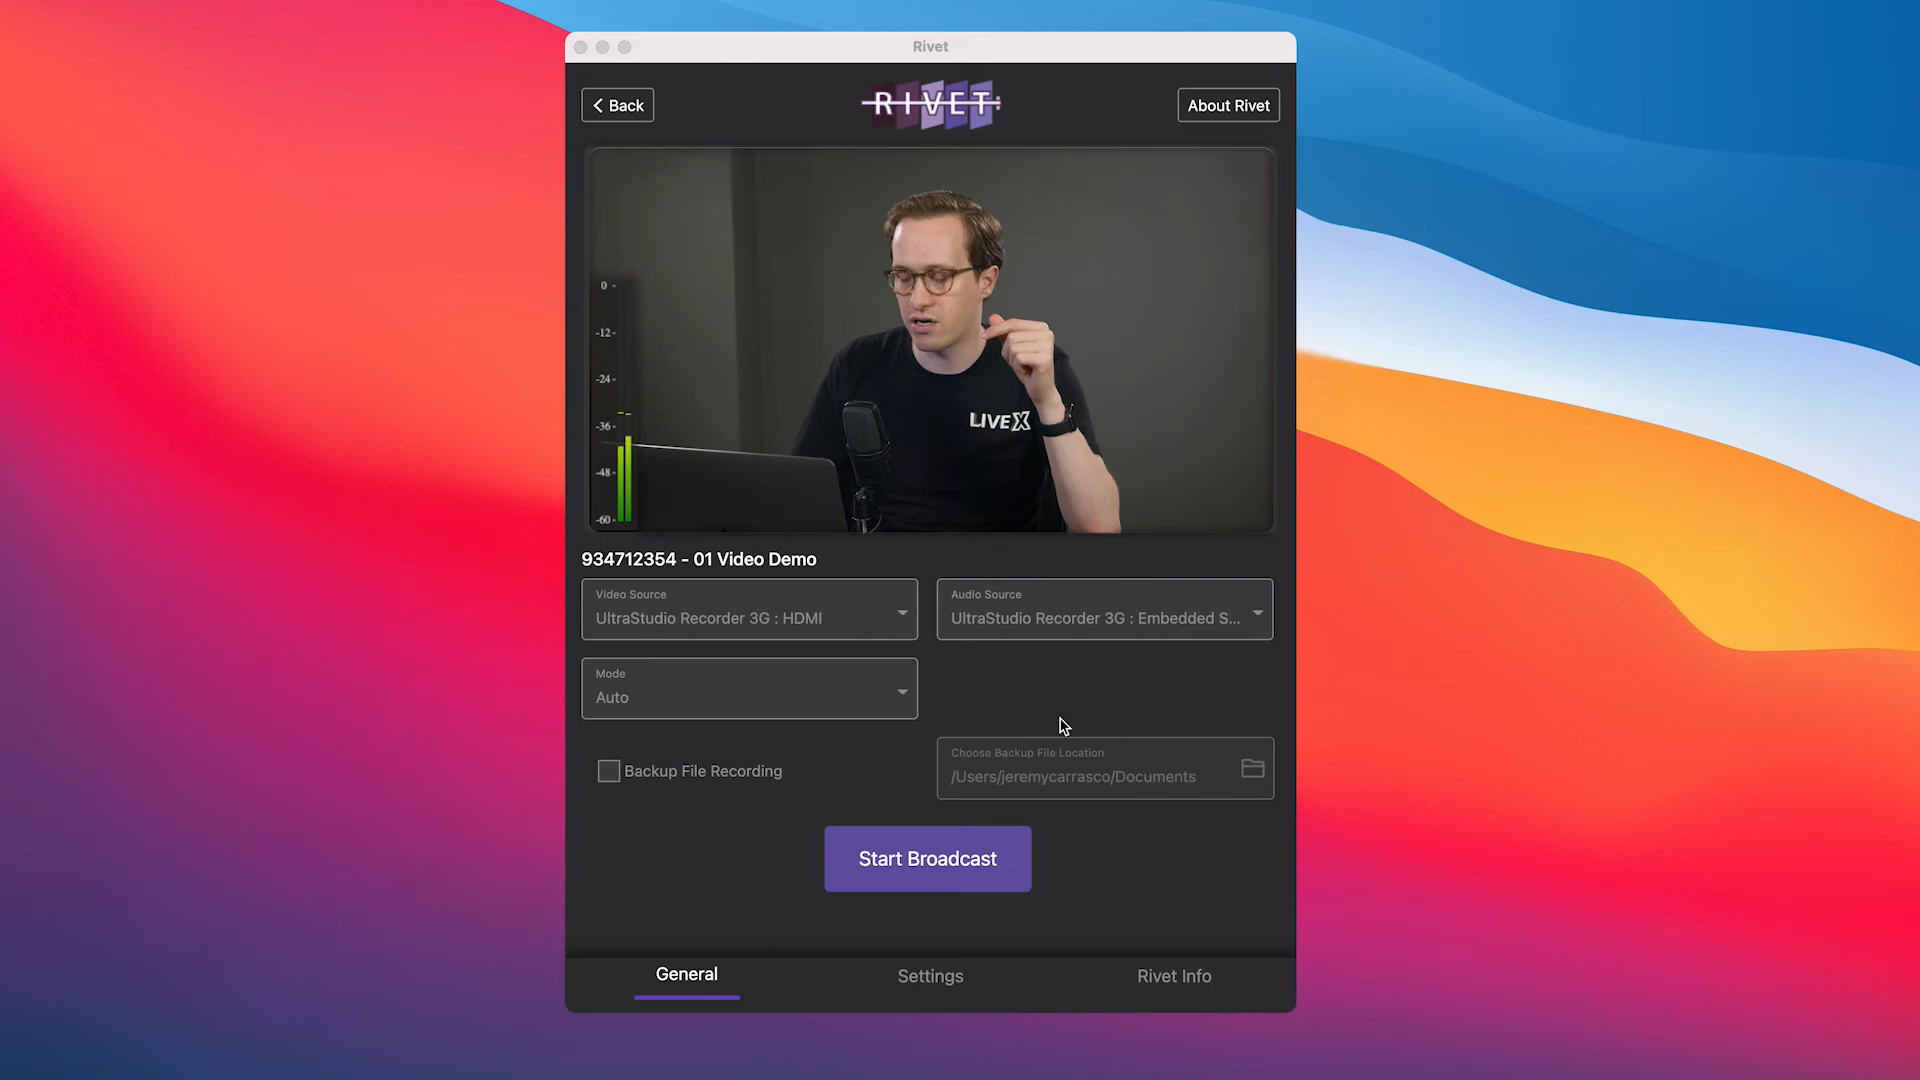 Rivet
Back
RIVET
About Rivet
0 -
-12-
-24-
-36-
-48-
-60-
LIVEX
934712354 - 01 Video Demo
Video Source
UltraStudio Recorder 3G : HDMI
Audio Source
UltraStudio Recorder 3G : Embedded S...
Mode
Auto
Backup File Recording
Choose Backup File Location
/Users/jeremycarrasco/Documents
Start Broadcast
General
Settings
Rivet Info